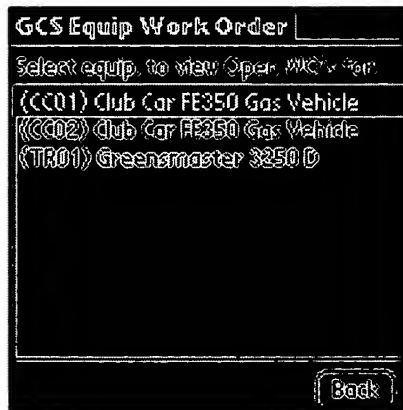 GCS Equip Work Order
Select equip. to view Open WO's for:
(CC01) Club Car FE350 Gas Vehicle
(CC02) Club Car FE350 Gas Vehicle
(TR01) Greensmaster 3250 D
Back